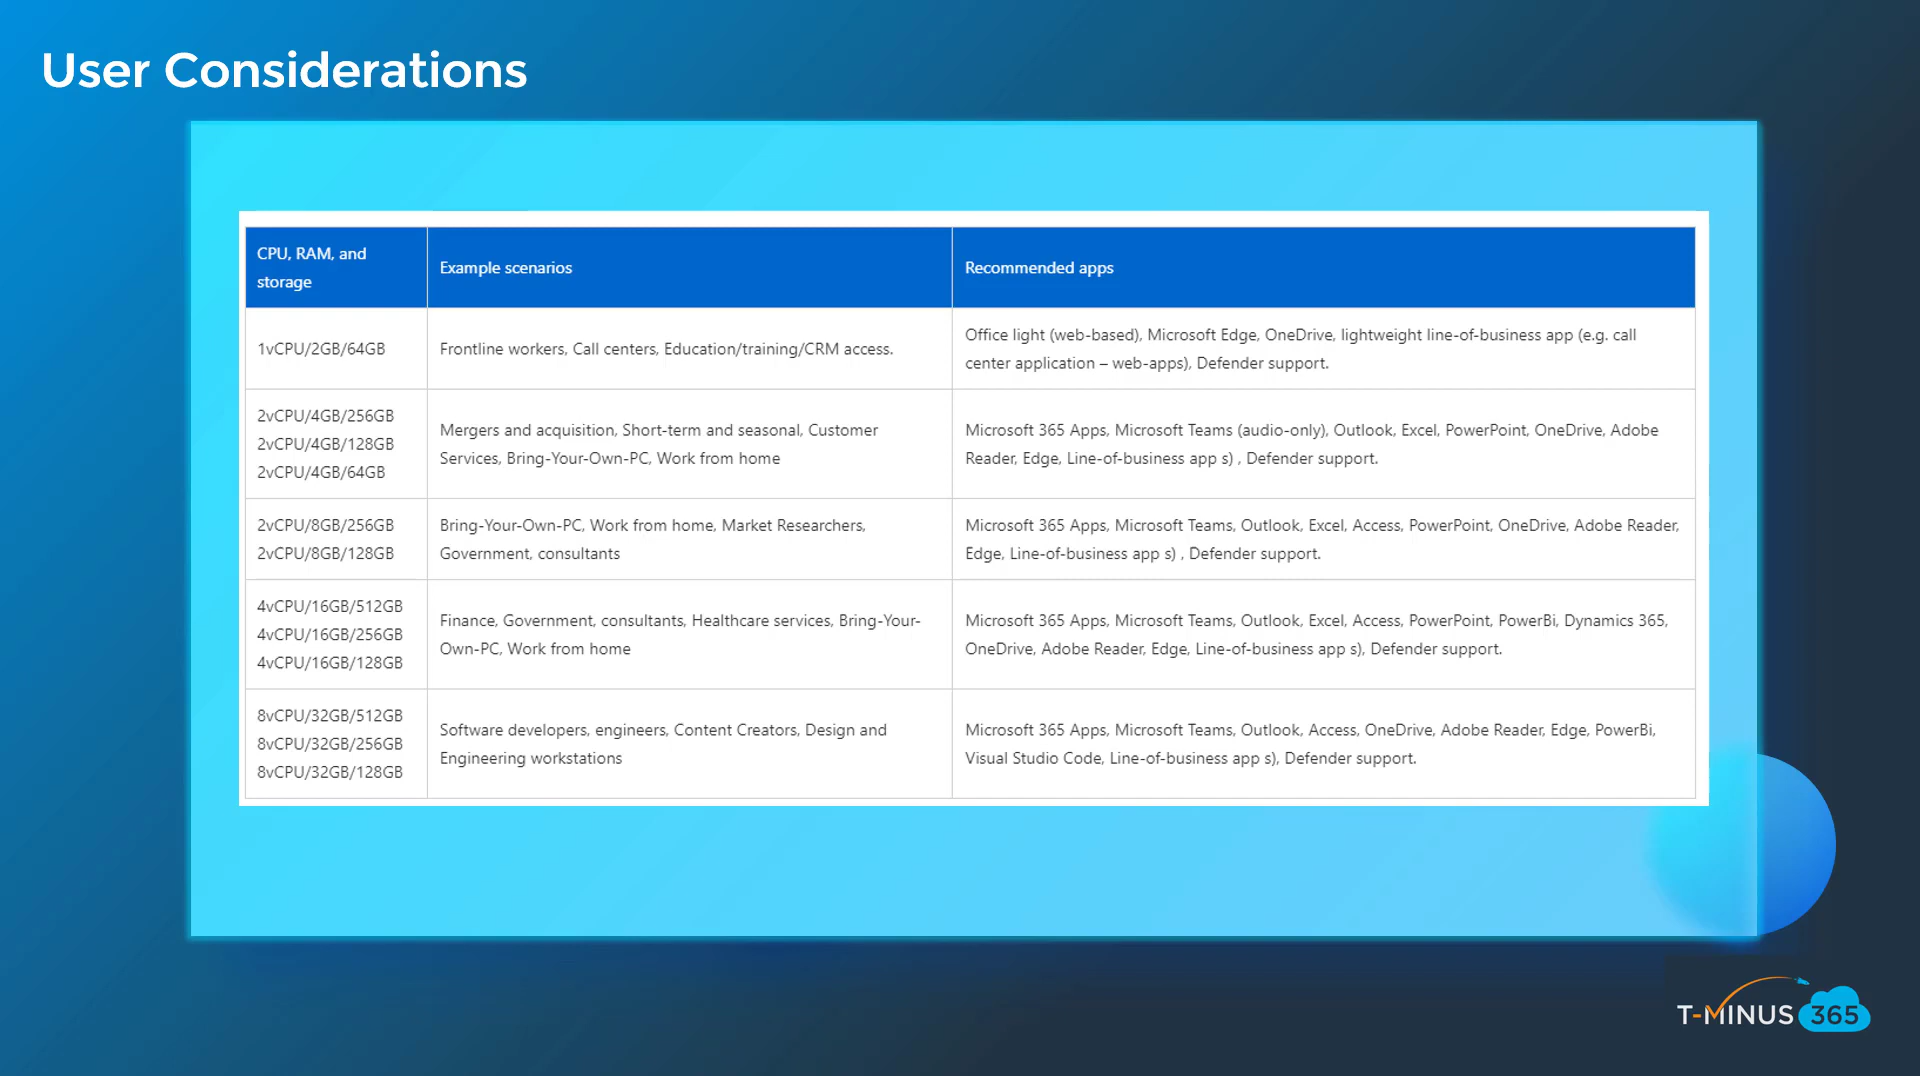 User Considerations
CPU, RAM, and
storage
Example scenarios
Recommended apps
1vCPU/2GB/64GB
Frontline workers, Call centers, Education/training/CRM access.
Office light (web-based), Microsoft Edge, OneDrive, lightweight line-of-business app (e.g. call
center application – web-apps), Defender support.
2vCPU/4GB/256GB
2vCPU/4GB/128GB
2vCPU/4GB/64GB
Mergers and acquisition, Short-term and seasonal, Customer
Services, Bring-Your-Own-PC, Work from home
Microsoft 365 Apps, Microsoft Teams (audio-only), Outlook, Excel, PowerPoint, OneDrive, Adobe
Reader, Edge, Line-of-business app s) , Defender support.
2vCPU/8GB/256GB
2vCPU/8GB/128GB
Bring-Your-Own-PC, Work from home, Market Researchers,
Government, consultants
Microsoft 365 Apps, Microsoft Teams, Outlook, Excel, Access, PowerPoint, OneDrive, Adobe Reader,
Edge, Line-of-business app s) , Defender support.
4vCPU/16GB/512GB
4vCPU/16GB/256GB
4vCPU/16GB/128GB
Finance, Government, consultants, Healthcare services, Bring-Your-
Own-PC, Work from home
Microsoft 365 Apps, Microsoft Teams, Outlook, Excel, Access, PowerPoint, PowerBi, Dynamics 365,
OneDrive, Adobe Reader, Edge, Line-of-business app s), Defender support.
8vCPU/32GB/512GB
8vCPU/32GB/256GB
8vCPU/32GB/128GB
Software developers, engineers, Content Creators, Design and
Engineering workstations
Microsoft 365 Apps, Microsoft Teams, Outlook, Access, OneDrive, Adobe Reader, Edge, PowerBi,
Visual Studio Code, Line-of-business app s), Defender support.
T-MINUS 365